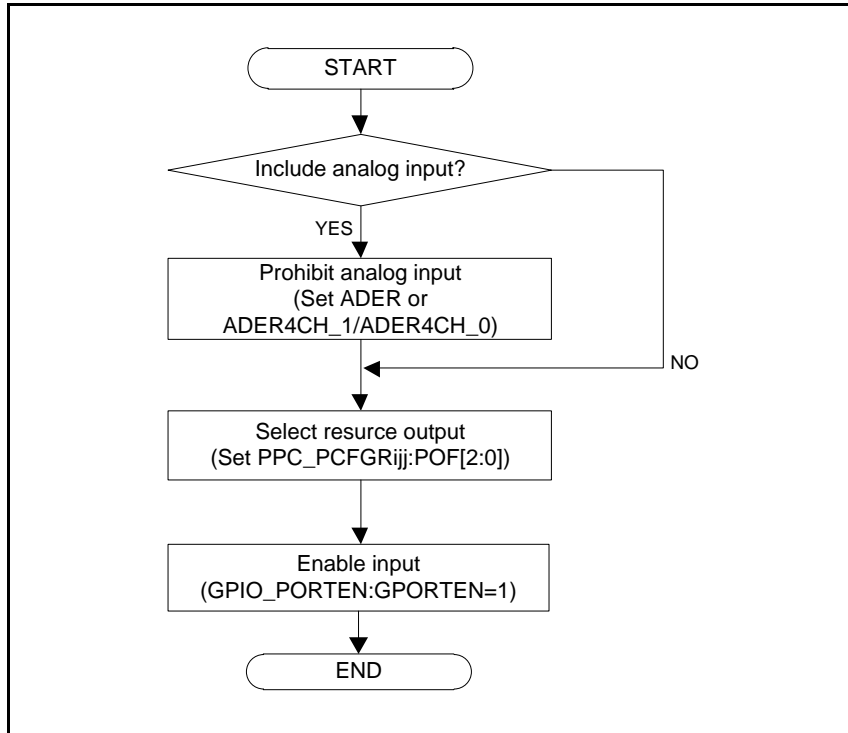 START
Include analog input?
YES
Prohibit analog input
(Set ADER or
ADER4CH_1/ADER4CH_0)
NO
Select resurce output
(Set PPC_PCFGRijj:POF[2:0])
Enable input
(GPIO_PORTEN:GPORTEN=1)
END